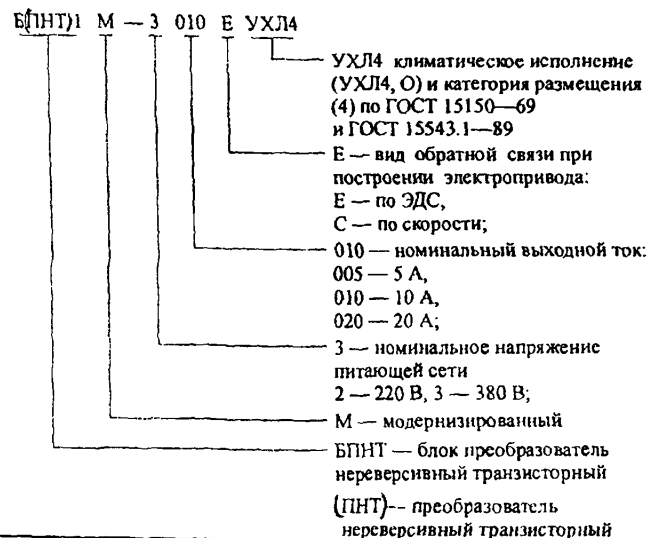 Б(ПНТ)1 М — 3 010 Е УХЛ4
УХЛ4 климатическое исполнение
(УХЛ4, О) и категория размещения
(4) по ГОСТ 15150—69
и ГОСТ 15543.1—89
Е — вид обратной связи при
построении электропривода:
Е — по ЭДС,
С — по скорости;
010 — номинальный выходной ток:
005 — 5 А,
010 — 10 А,
020 — 20 А;
3 — номинальное напряжение
питающей сети
2 — 220 В, 3 — 380 В;
М — модернизированный
БПНТ — блок преобразователь
нереверсивный транзисторный
(ПНТ)-- преобразователь
нереверсивный транзисторный